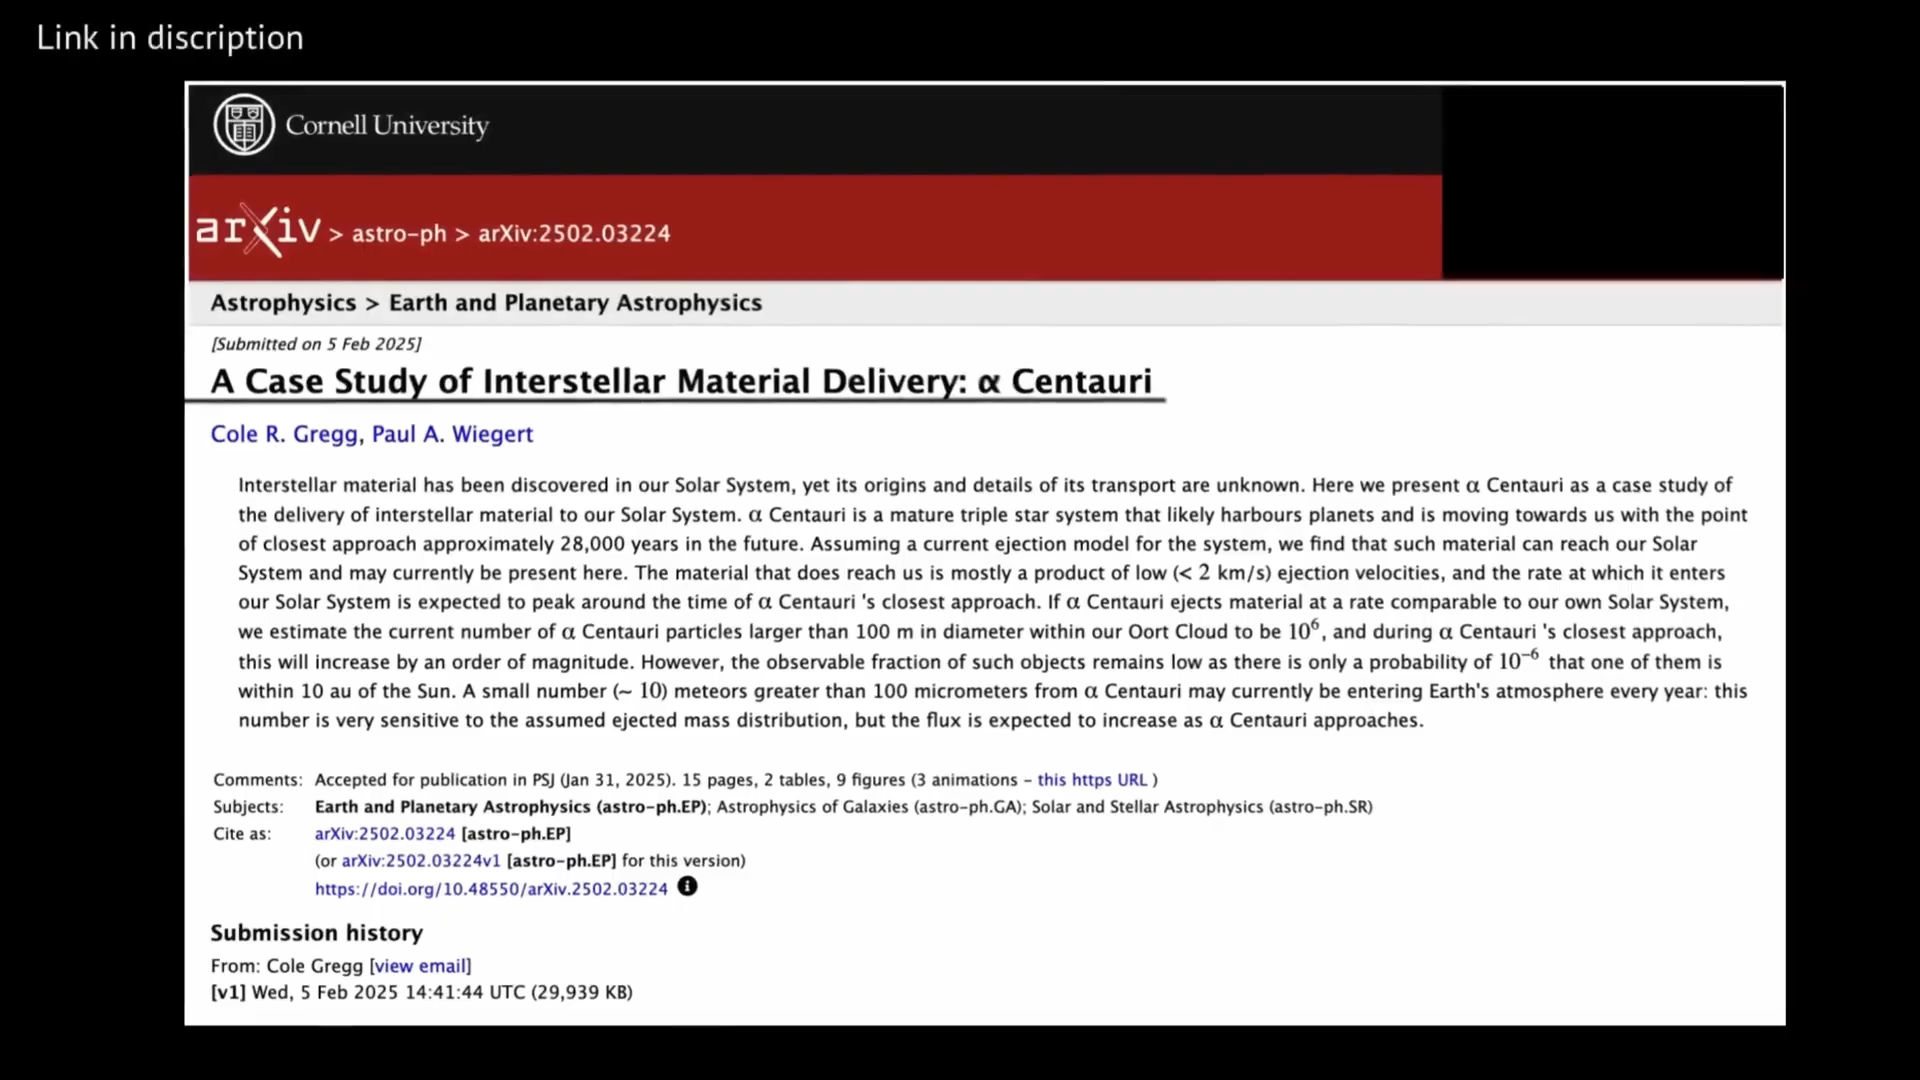 Link in discription
Cornell University
arXiv > astro-ph > arXiv:2502.03224
Astrophysics > Earth and Planetary Astrophysics
[Submitted on 5 Feb 2025]
A Case Study of Interstellar Material Delivery: α Centauri
Cole R. Gregg, Paul A. Wiegert
Interstellar material has been discovered in our Solar System, yet its origins and details of its transport are unknown. Here we present α Centauri as a case study of
the delivery of interstellar material to our Solar System. α Centauri is a mature triple star system that likely harbours planets and is moving towards us with the point
of closest approach approximately 28,000 years in the future. Assuming a current ejection model for the system, we find that such material can reach our Solar
System and may currently be present here. The material that does reach us is mostly a product of low (< 2 km/s) ejection velocities, and the rate at which it enters
our Solar System is expected to peak around the time of α Centauri 's closest approach. If α Centauri ejects material at a rate comparable to our own Solar System,
we estimate the current number of α Centauri particles larger than 100 m in diameter within our Oort Cloud to be 10⁶, and during α Centauri 's closest approach,
this will increase by an order of magnitude. However, the observable fraction of such objects remains low as there is only a probability of 10⁻⁶ that one of them is
within 10 au of the Sun. A small number (~ 10) meteors greater than 100 micrometers from α Centauri may currently be entering Earth's atmosphere every year: this
number is very sensitive to the assumed ejected mass distribution, but the flux is expected to increase as α Centauri approaches.
Comments: Accepted for publication in PSJ (Jan 31, 2025). 15 pages, 2 tables, 9 figures (3 animations – this https URL )
Subjects: Earth and Planetary Astrophysics (astro-ph.EP); Astrophysics of Galaxies (astro-ph.GA); Solar and Stellar Astrophysics (astro-ph.SR)
Cite as: arXiv:2502.03224 [astro-ph.EP]
(or arXiv:2502.03224v1 [astro-ph.EP] for this version)
https://doi.org/10.48550/arXiv.2502.03224
Submission history
From: Cole Gregg [view email]
[v1] Wed, 5 Feb 2025 14:41:44 UTC (29,939 KB)